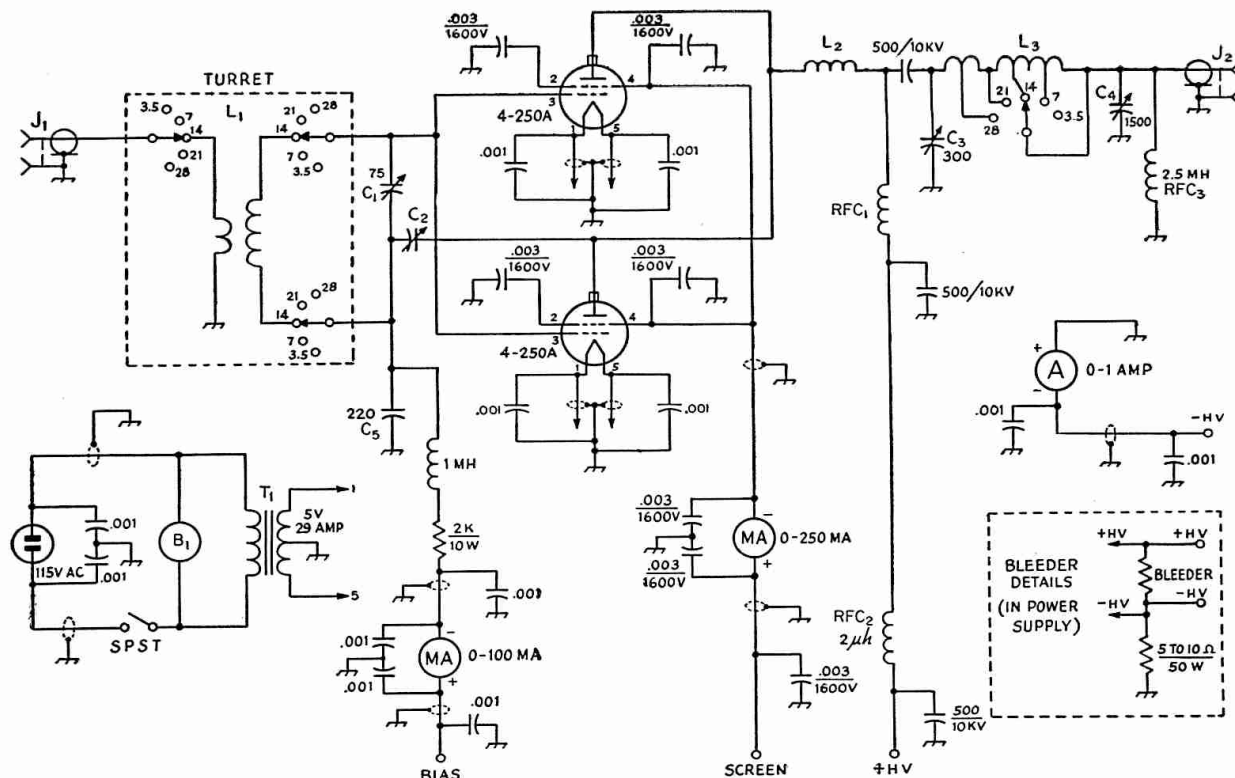 .003
1600V
.003
1600V
TURRET
L1
J1
3.5
7
14
21
28
21
28
14
7
3.5
21
28
14
7
3.5
75
C1
C2
2
3
4
4-250A
1
5
.001
.001
.003
1600V
.003
1600V
2
3
4
4-250A
1
5
.001
.001
L2
500/10KV
L3
21
28
14
7
3.5
C3
300
C4
1500
J2
2.5 MH
RFC3
RFC1
500/10KV
A
+
-
0-1 AMP
.001
-HV
.001
220
C5
1 MH
2K
10W
.001
.001
.001
-
MA
+
0-100 MA
.001
BIAS
.003
1600V
.003
1600V
-
MA
+
0-250 MA
.003
1600V
SCREEN
RFC2
2μh
500
10KV
+HV
115V AC
.001
.001
B1
T1
5V
29 AMP
1
5
SPST
BLEEDER
DETAILS
(IN POWER
SUPPLY)
+HV
+HV
BLEEDER
-HV
-HV
5 TO 10 Ω
50 W